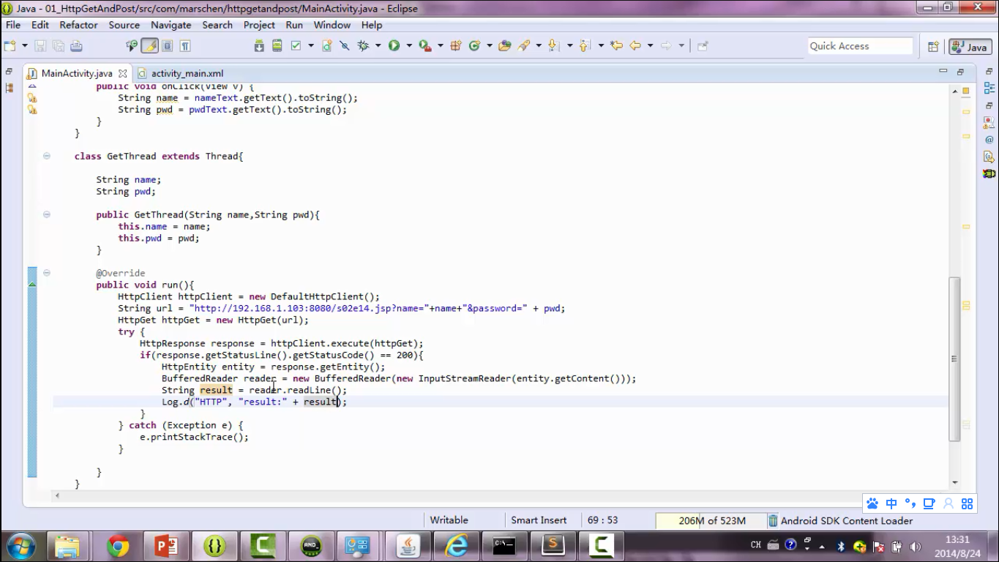 Java - 01_HttpGetAndPost/src/com/marschen/httpgetandpost/MainActivity.java - Eclipse
File Edit Refactor Source Navigate Search Project Run Window Help
Quick Access
Java
MainActivity.java
activity_main.xml
public void onClick(View v) {
String name = nameText.getText().toString();
String pwd = pwdText.getText().toString();
}
}
class GetThread extends Thread{
String name;
String pwd;
public GetThread(String name,String pwd){
this.name = name;
this.pwd = pwd;
}
@Override
public void run(){
HttpClient httpClient = new DefaultHttpClient();
String url = "http://192.168.1.103:8080/s02e14.jsp?name="+name+"&password=" + pwd;
HttpGet httpGet = new HttpGet(url);
try {
HttpResponse response = httpClient.execute(httpGet);
if(response.getStatusLine().getStatusCode() == 200){
HttpEntity entity = response.getEntity();
BufferedReader reader = new BufferedReader(new InputStreamReader(entity.getContent()));
String result = reader.readLine();
Log.d("HTTP", "result:" + result);
}
} catch (Exception e) {
e.printStackTrace();
}
}
}
中
Writable
Smart Insert
69 : 53
206M of 523M
Android SDK Content Loader
CH
13:31
2014/8/24